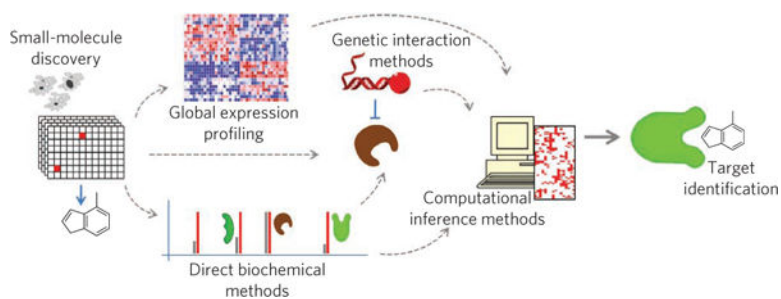 Small-molecule
discovery
Global expression
profiling
Genetic interaction
methods
Direct biochemical
methods
Computational
inference methods
Target
identification